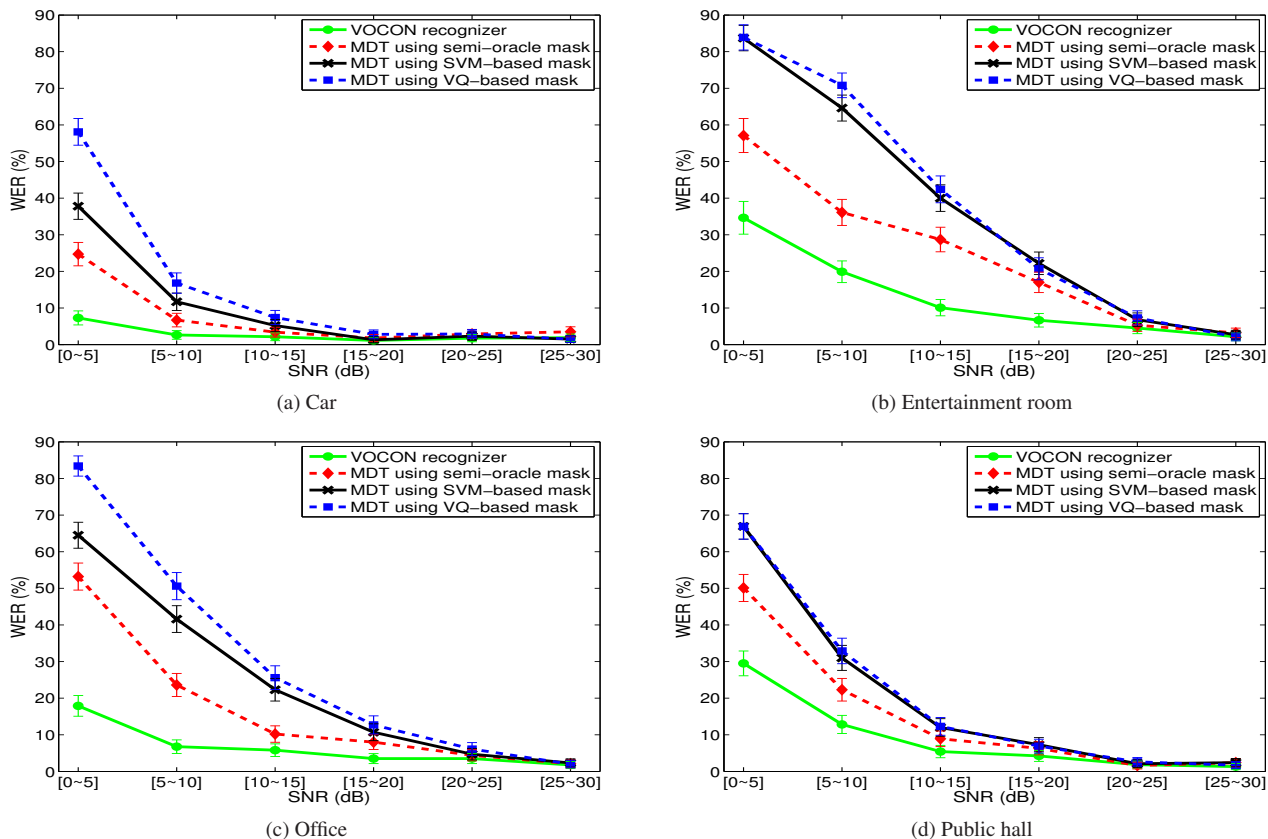 90
80
70
60
50
40
30
20
10
0
WER (%)
VOCON recognizer
MDT using semi-oracle mask
MDT using SVM-based mask
MDT using VQ-based mask
[0~5] [5~10] [10~15] [15~20] [20~25] [25~30]
SNR (dB)
(a) Car
90
80
70
60
50
40
30
20
10
0
WER (%)
VOCON recognizer
MDT using semi-oracle mask
MDT using SVM-based mask
MDT using VQ-based mask
[0~5] [5~10] [10~15] [15~20] [20~25] [25~30]
SNR (dB)
(b) Entertainment room
90
80
70
60
50
40
30
20
10
0
WER (%)
VOCON recognizer
MDT using semi-oracle mask
MDT using SVM-based mask
MDT using VQ-based mask
[0~5] [5~10] [10~15] [15~20] [20~25] [25~30]
SNR (dB)
(c) Office
90
80
70
60
50
40
30
20
10
0
WER (%)
VOCON recognizer
MDT using semi-oracle mask
MDT using SVM-based mask
MDT using VQ-based mask
[0~5] [5~10] [10~15] [15~20] [20~25] [25~30]
SNR (dB)
(d) Public hall